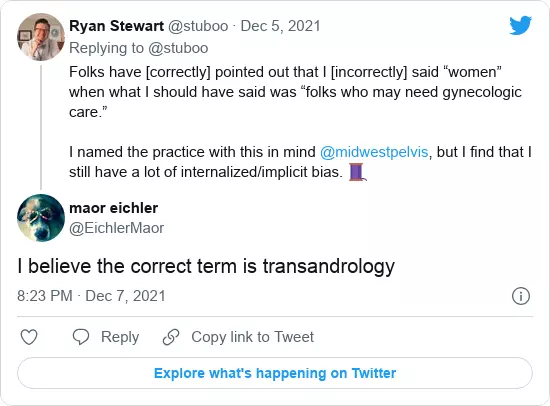 Ryan Stewart @stuboo · Dec 5, 2021
Replying to @stuboo
Folks have [correctly] pointed out that I [incorrectly] said “women”
when what I should have said was “folks who may need gynecologic
care.”
I named the practice with this in mind @midwestpelvis, but I find that I
still have a lot of internalized/implicit bias. 🧵
maor eichler
@EichlerMaor
I believe the correct term is transandrology
8:23 PM · Dec 7, 2021
Reply
Copy link to Tweet
Explore what's happening on Twitter